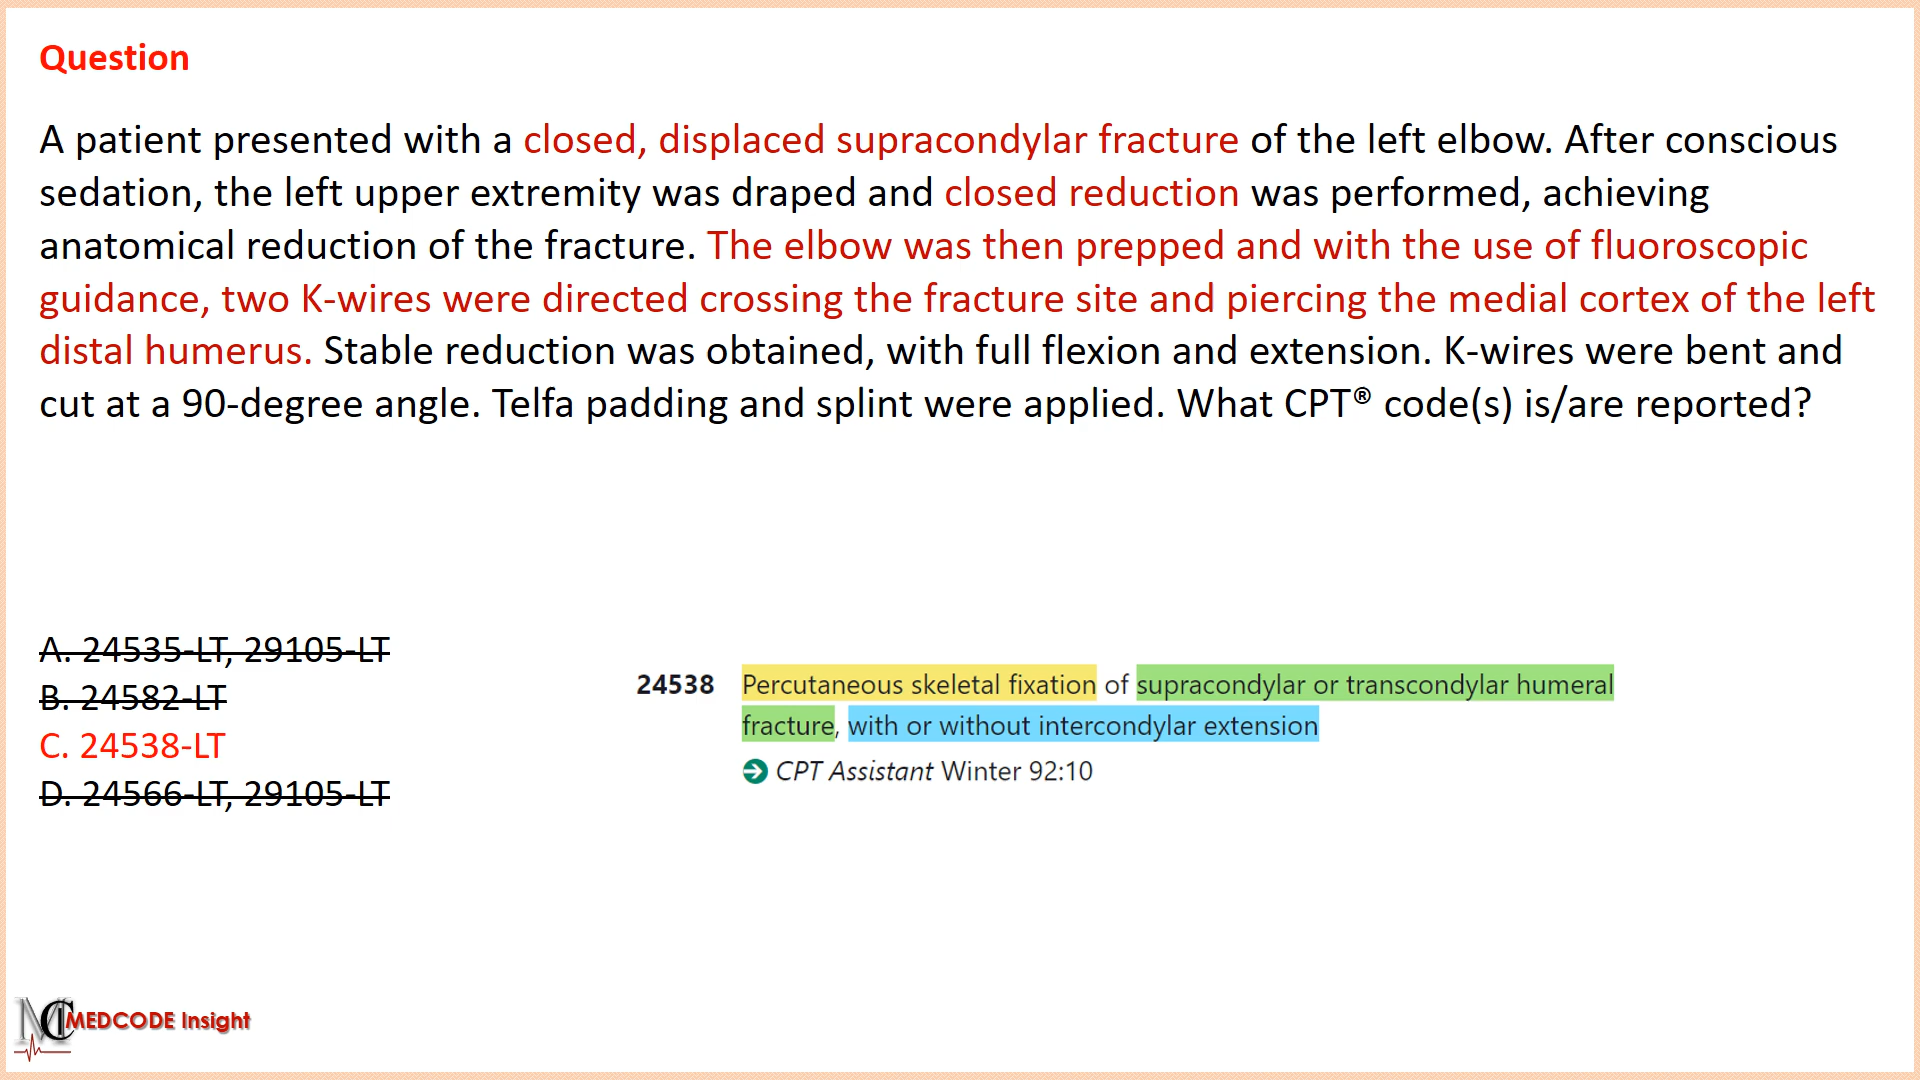 Question
A patient presented with a closed, displaced supracondylar fracture of the left elbow. After conscious
sedation, the left upper extremity was draped and closed reduction was performed, achieving
anatomical reduction of the fracture. The elbow was then prepped and with the use of fluoroscopic
guidance, two K-wires were directed crossing the fracture site and piercing the medial cortex of the left
distal humerus. Stable reduction was obtained, with full flexion and extension. K-wires were bent and
cut at a 90-degree angle. Telfa padding and splint were applied. What CPT® code(s) is/are reported?
A. 24535-LT, 29105-LT
B. 24582-LT
C. 24538-LT
D. 24566-LT, 29105-LT
24538 Percutaneous skeletal fixation of supracondylar or transcondylar humeral
fracture, with or without intercondylar extension
CPT Assistant Winter 92:10
MC MEDCODE Insight